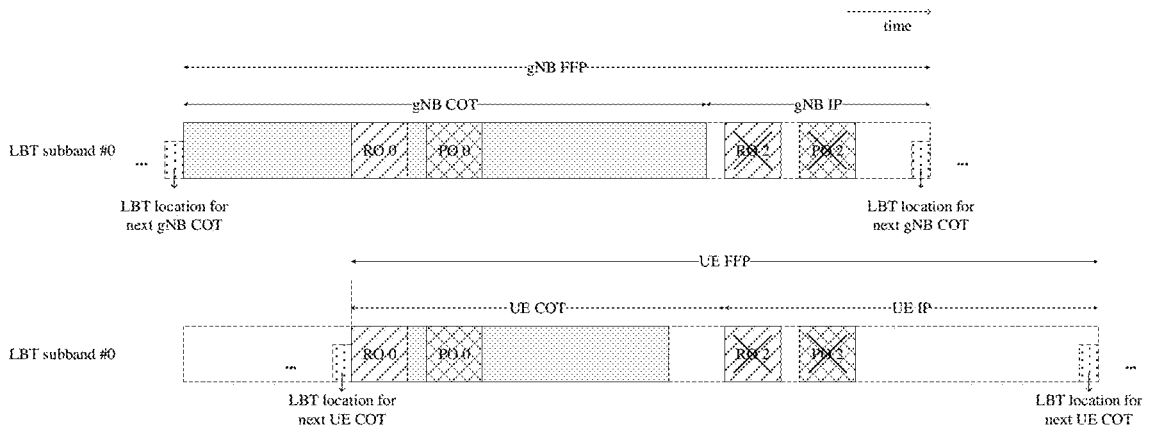 time
gNB FFP
gNB COT
gNB IP
LBT subband #0
...
RO 0
PO 0
RO 2
PO 2
...
LBT location for
next gNB COT
LBT location for
next gNB COT
UE FFP
UE COT
UE IP
LBT subband #0
...
RO 0
PO 0
RO 2
PO 2
...
LBT location for
next UE COT
LBT location for
next UE COT